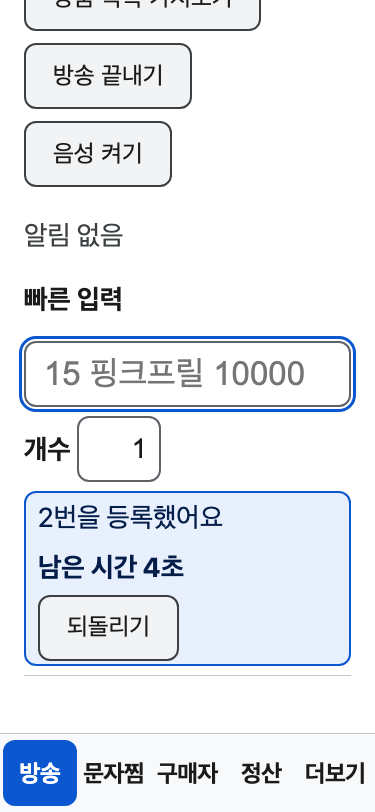 방송 끝내기
음성 켜기
알림 없음
빠른 입력
15 핑크프릴 10000
개수 1
2번을 등록했어요
남은 시간 4초
되돌리기
방송 문자찜 구매자 정산 더보기